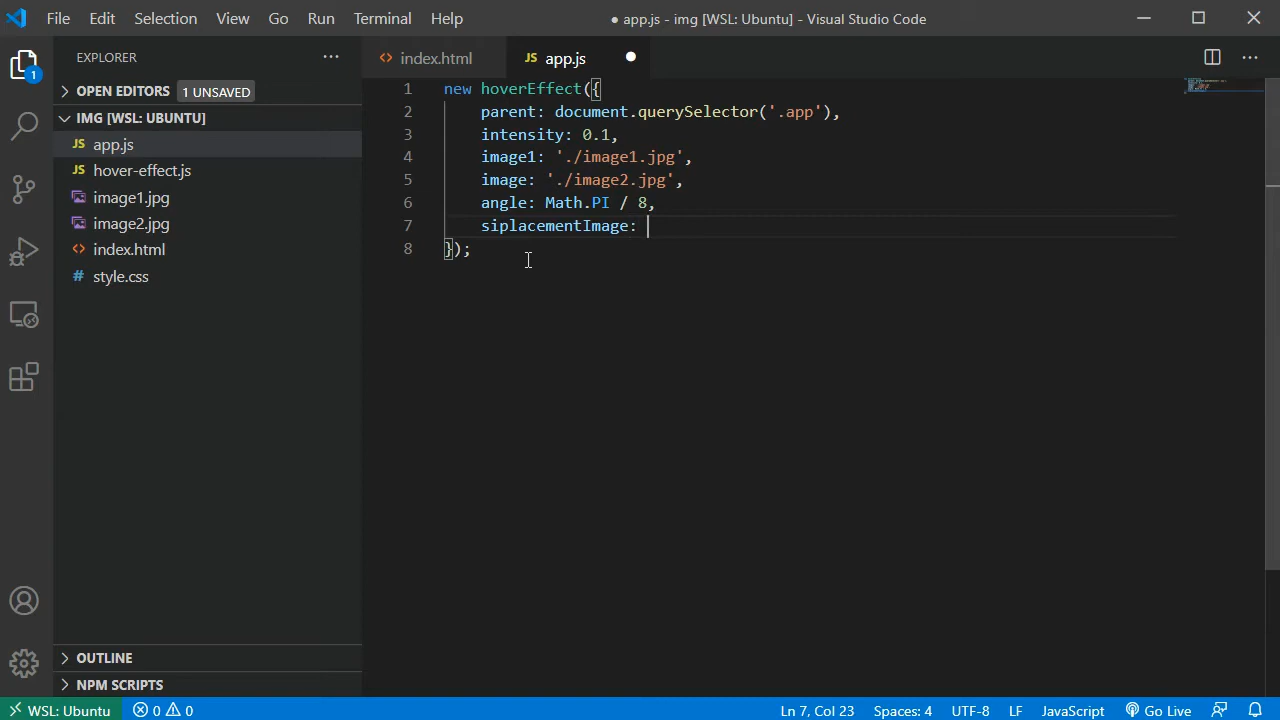 File Edit Selection View Go Run Terminal Help ● app.js - img [WSL: Ubuntu] - Visual Studio Code
EXPLORER
index.html
JS app.js
1
OPEN EDITORS 1 UNSAVED
IMG [WSL: UBUNTU]
JS app.js
JS hover-effect.js
image1.jpg
image2.jpg
<> index.html
# style.css
1 new hoverEffect({
2 parent: document.querySelector('.app'),
3 intensity: 0.1,
4 image1: './image1.jpg',
5 image: './image2.jpg',
6 angle: Math.PI / 8,
7 siplacementImage:
8 });
OUTLINE
NPM SCRIPTS
WSL: Ubuntu 0 0 Ln 7, Col 23 Spaces: 4 UTF-8 LF JavaScript Go Live